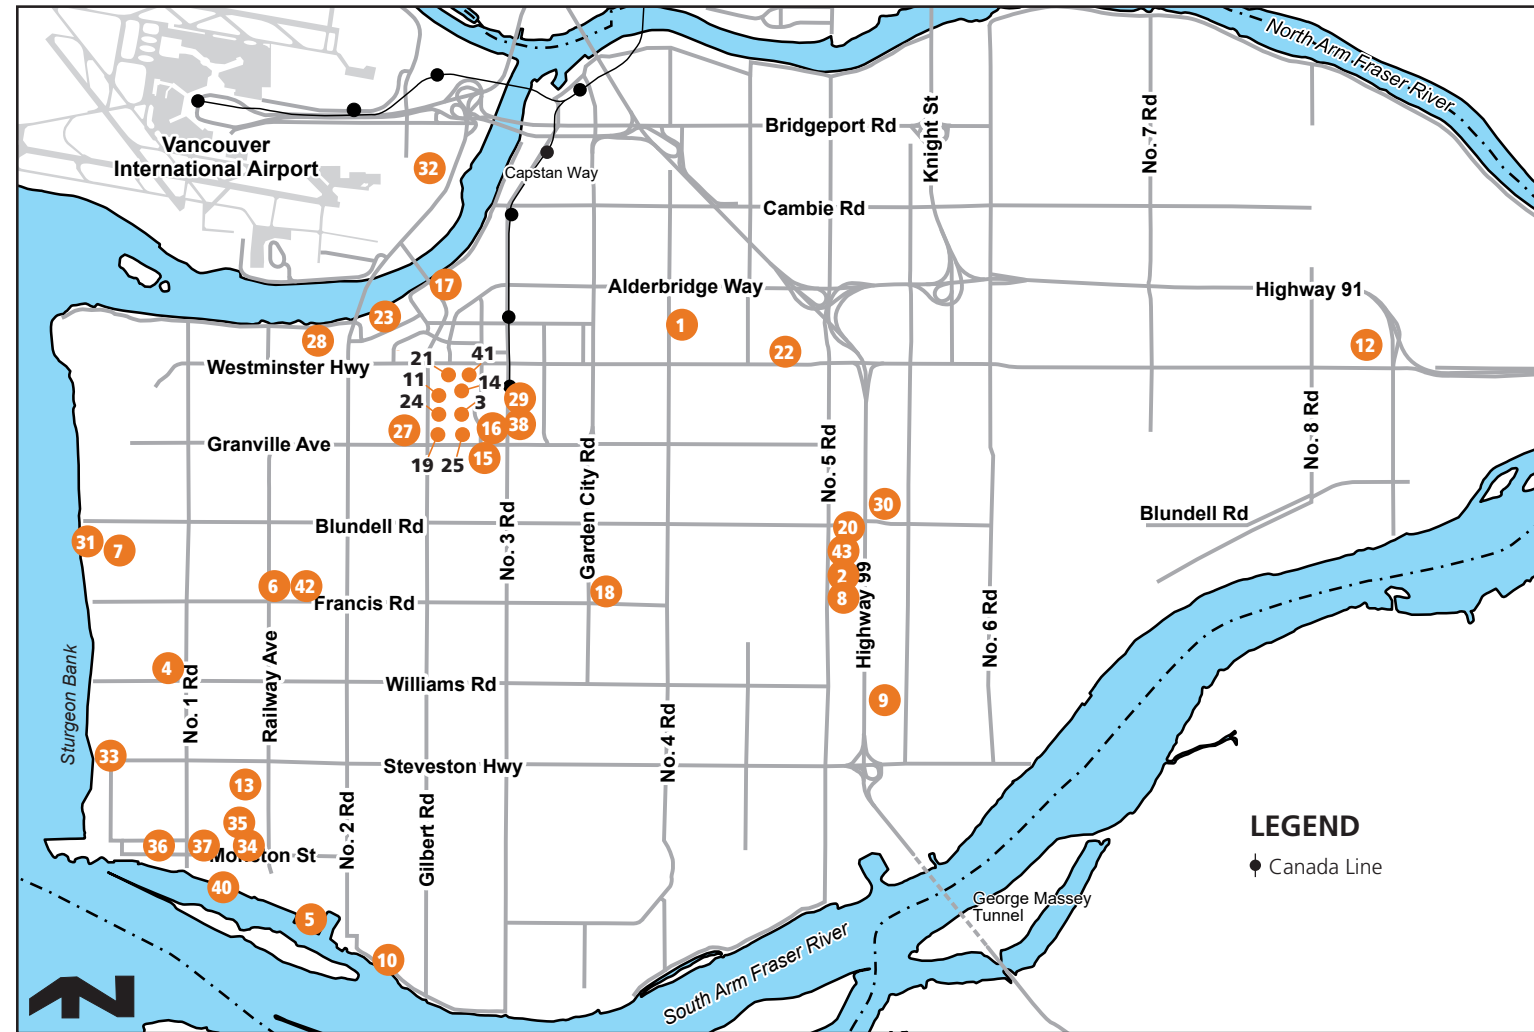 North Arm Fraser River
Knight St
No. 7 Rd
Bridgeport Rd
Vancouver
International Airport
32
Capstan Way
Cambie Rd
17
Alderbridge Way
Highway 91
23
1
28
22
12
21
41
Westminster Hwy
11
14
24
3
29
27
16
38
Granville Ave
19
25
15
Garden City Rd
No. 5 Rd
No. 8 Rd
30
Blundell Rd
20
Blundell Rd
31
7
No. 3 Rd
43
6
42
2
18
8
Francis Rd
Highway 99
No. 6 Rd
Sturgeon Bank
4
No. 1 Rd
Railway Ave
Williams Rd
9
No. 4 Rd
33
Steveston Hwy
13
35
No. 2 Rd
Gilbert Rd
36
37
34
LEGEND
Canada Line
40
5
George Massey
Tunnel
10
South Arm Fraser River
N